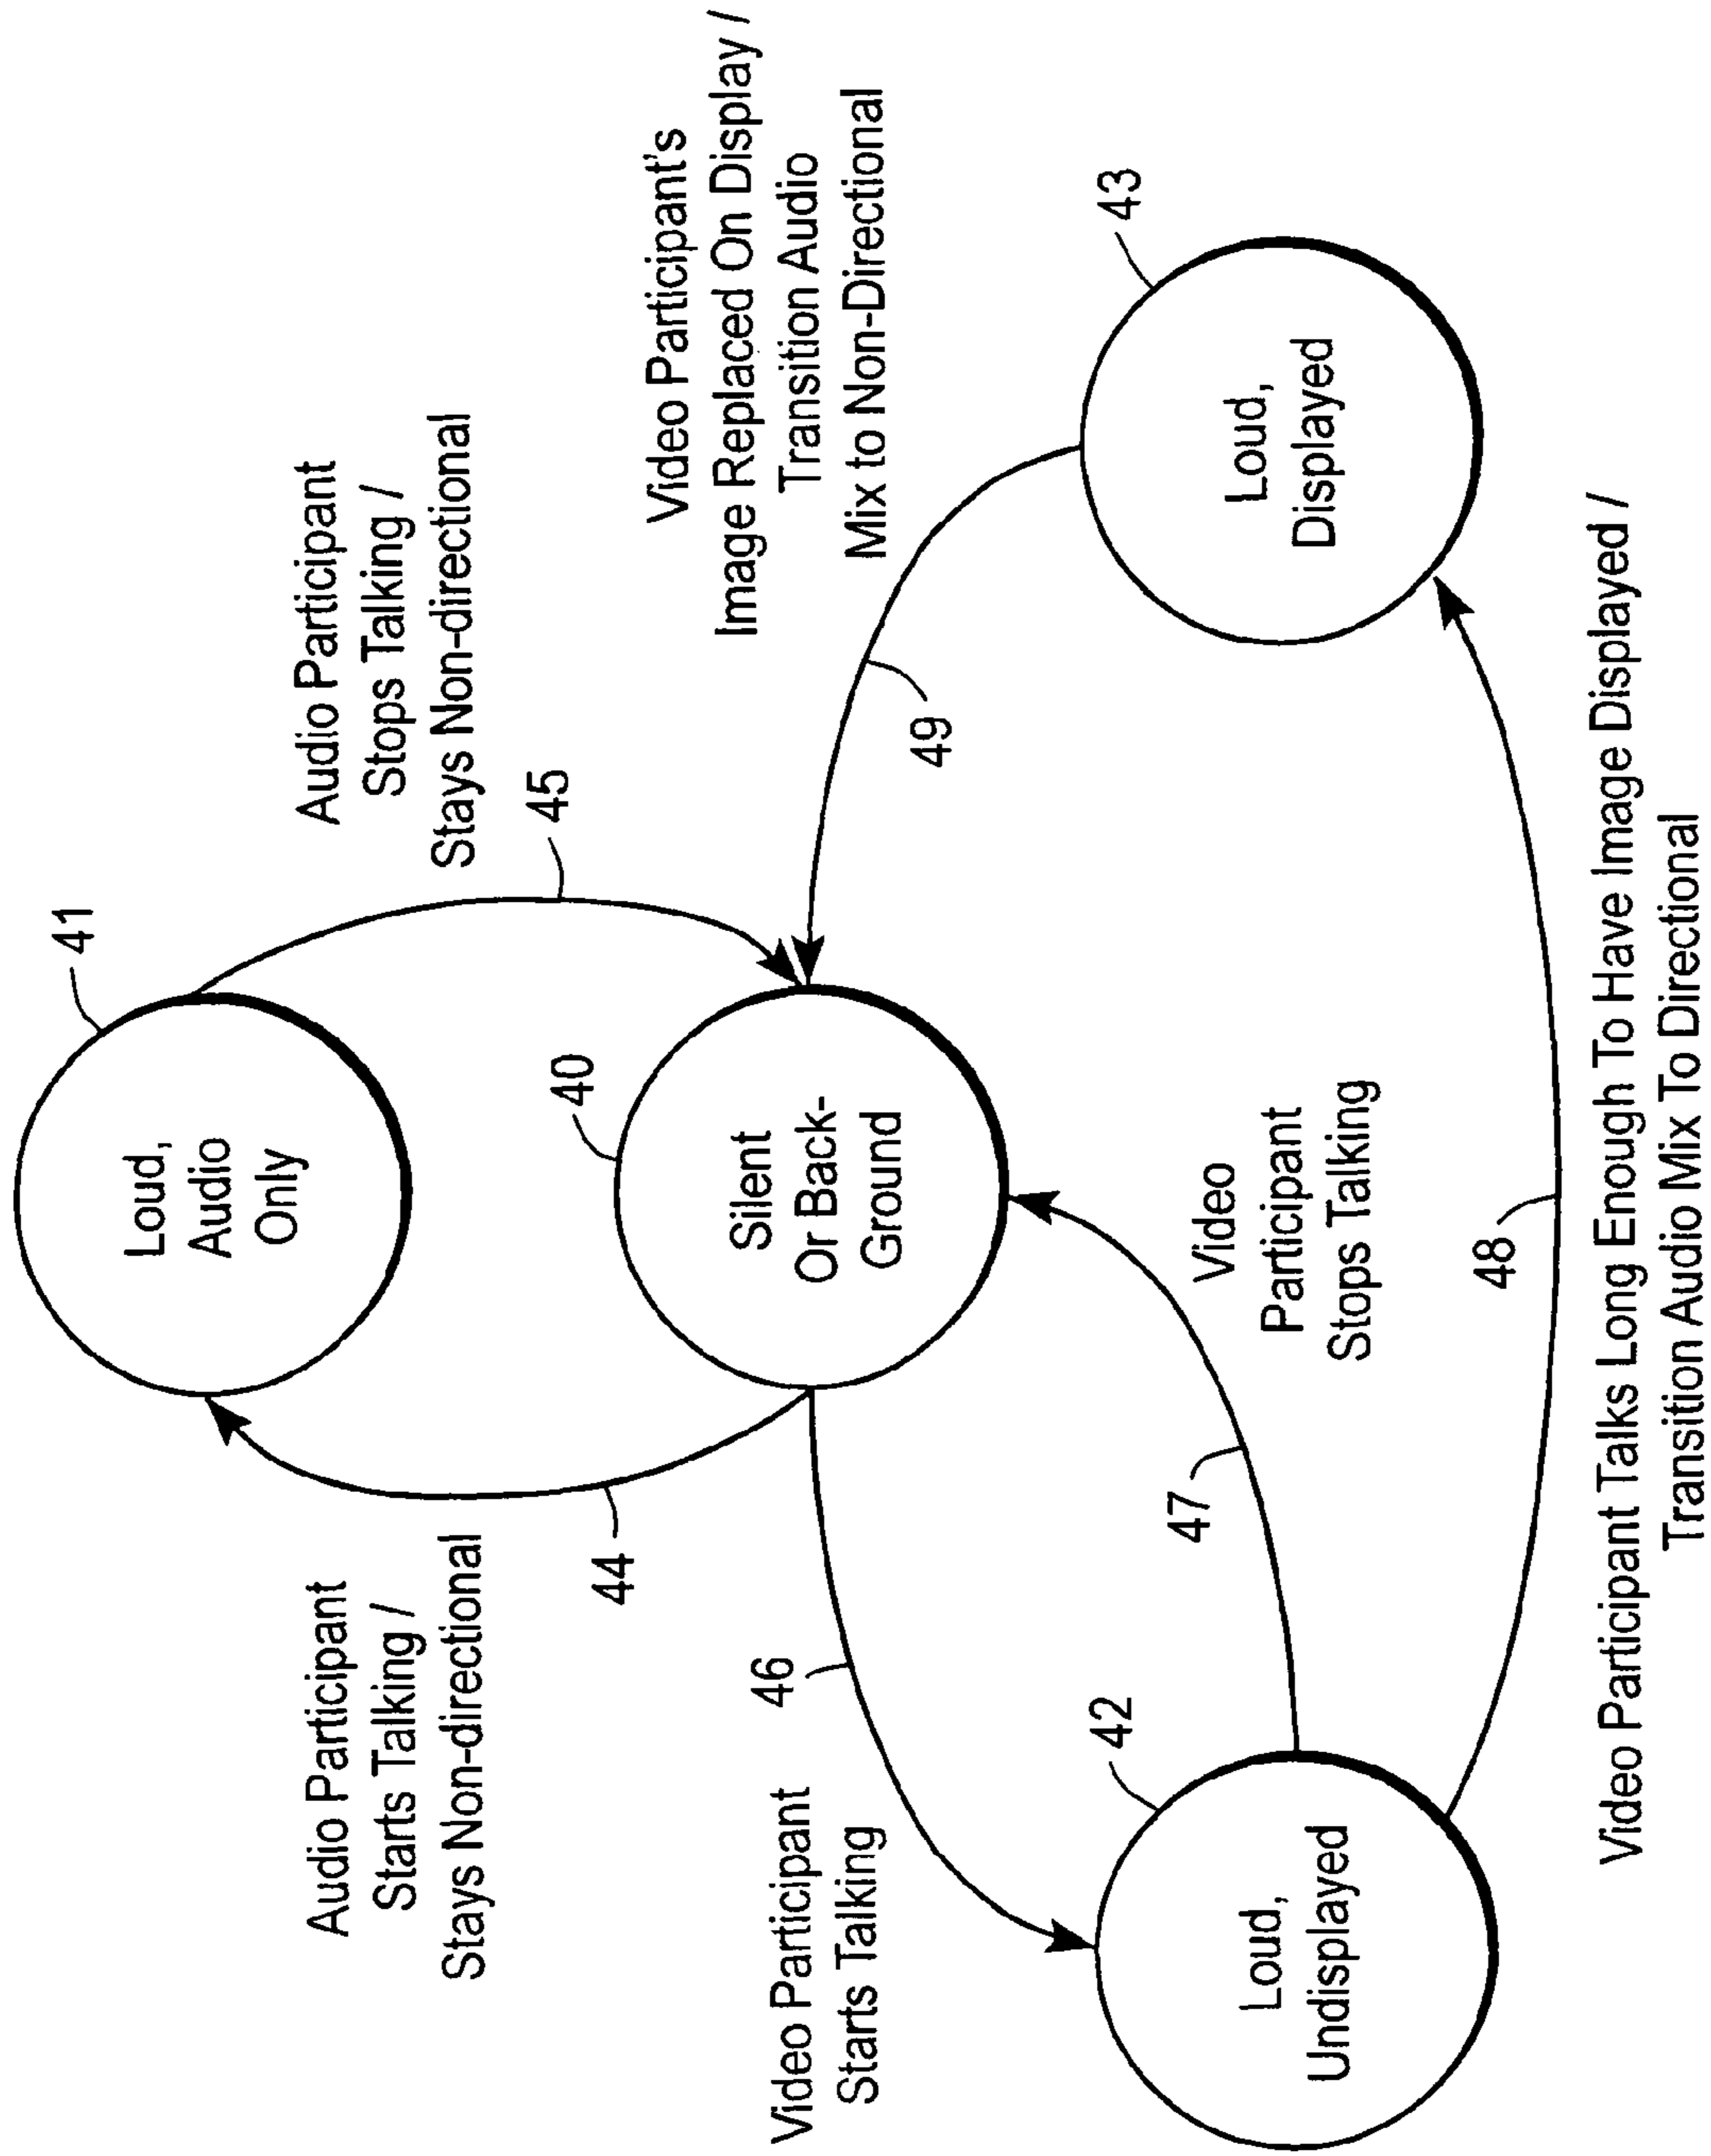 41
Loud,
Audio
Only
Audio Participant
Starts Talking /
Stays Non-directional
44
Audio Participant
Stops Talking /
Stays Non-directional
45
40
Silent
Or Back-
Ground
Video Participant
Starts Talking
46
Video Participant's
Image Replaced On Display /
Transition Audio
Mix to Non-Directional
49
42
Loud,
Undisplayed
47
Video
Participant
Stops Talking
43
Loud,
Displayed
48
Video Participant Talks Long Enough To Have Image Displayed /
Transition Audio Mix To Directional